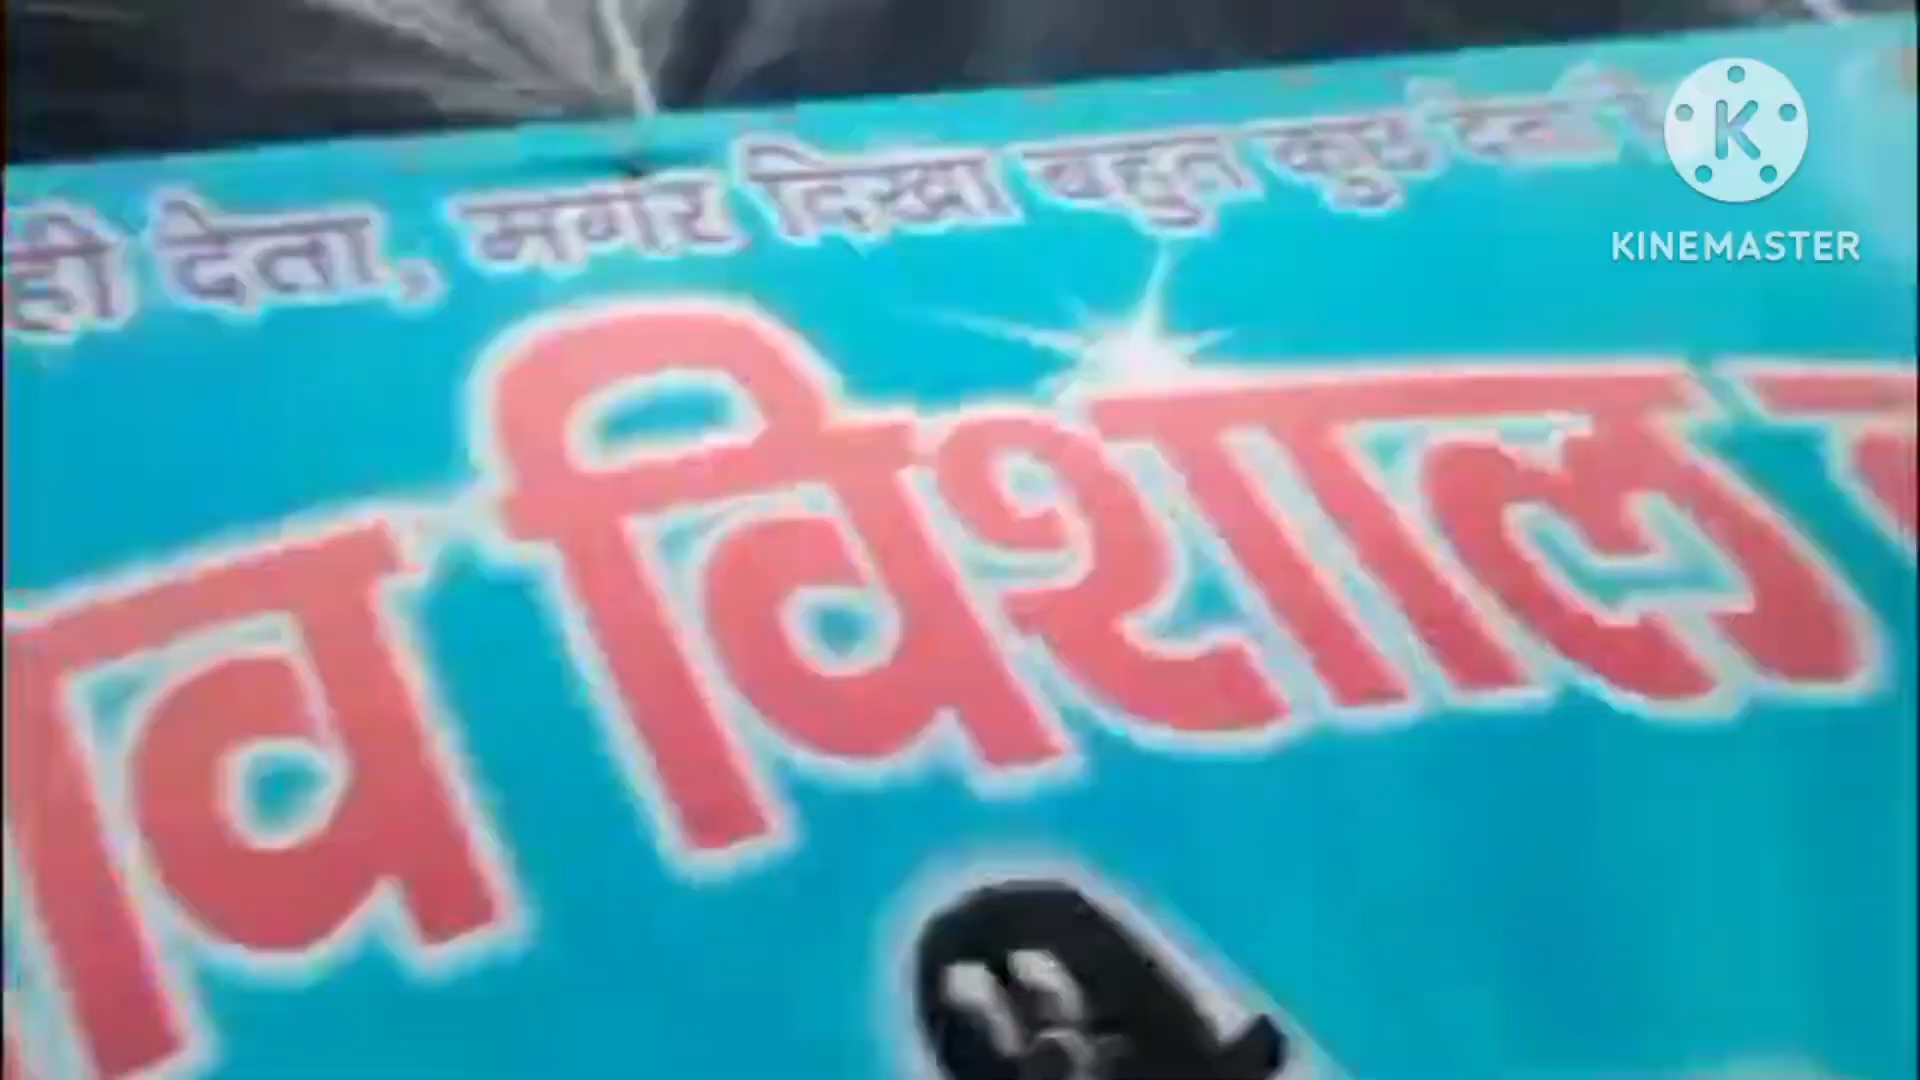 ही देता, मगर दिखा बहुत कुछ देता
KINEMASTER
व विशाल